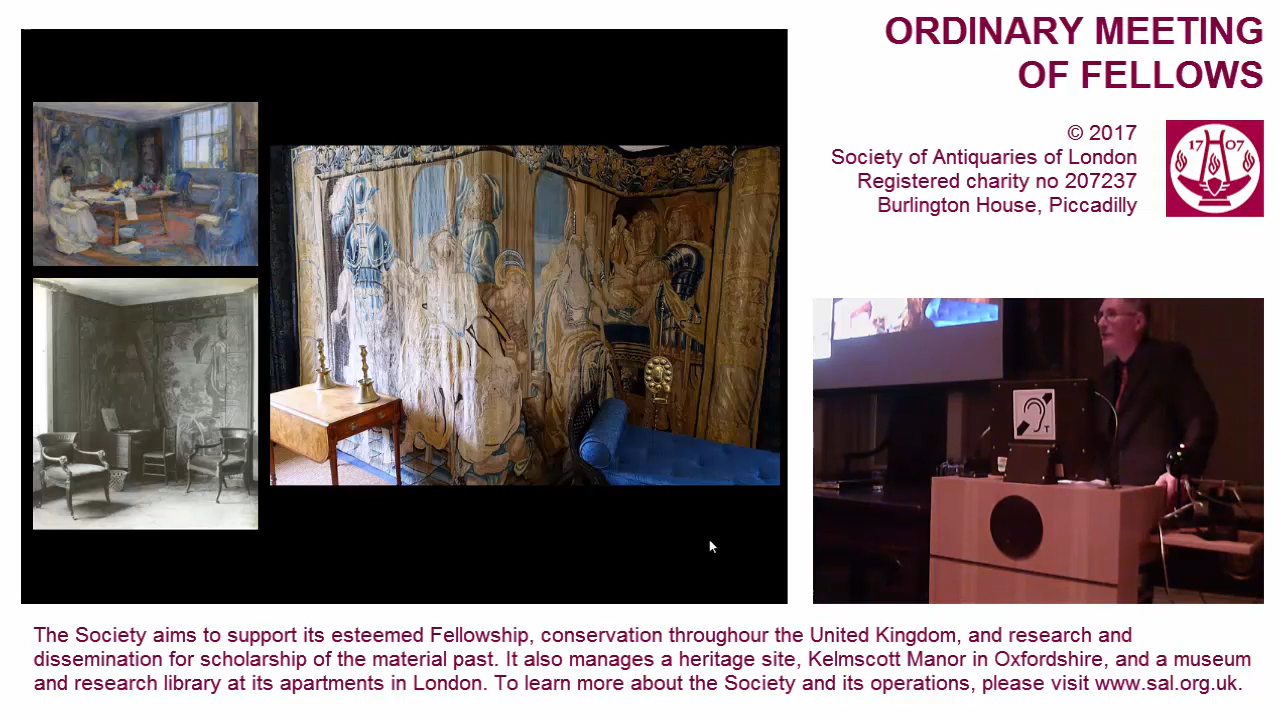 ORDINARY MEETING
OF FELLOWS
© 2017
Society of Antiquaries of London
Registered charity no 207237
Burlington House, Piccadilly
17 07
T
The Society aims to support its esteemed Fellowship, conservation throughour the United Kingdom, and research and
dissemination for scholarship of the material past. It also manages a heritage site, Kelmscott Manor in Oxfordshire, and a museum
and research library at its apartments in London. To learn more about the Society and its operations, please visit www.sal.org.uk.